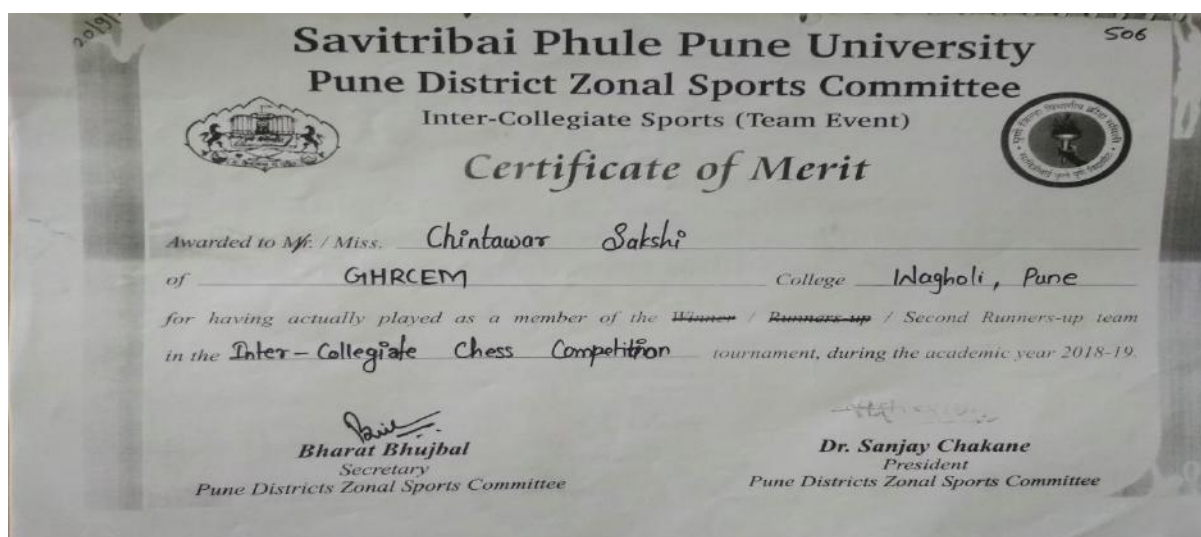 20/9/
506
Savitribai Phule Pune University
Pune District Zonal Sports Committee
Inter-Collegiate Sports (Team Event)
Certificate of Merit
Awarded to Mr. / Miss. Chintawar Sakshi
of GHRCEM College Wagholi, Pune
for having actually played as a member of the Winner / Runners-up / Second Runners-up team
in the Inter-Collegiate Chess Competition tournament, during the academic year 2018-19.
Bharat Bhujbal
Secretary
Pune Districts Zonal Sports Committee
Dr. Sanjay Chakane
President
Pune Districts Zonal Sports Committee